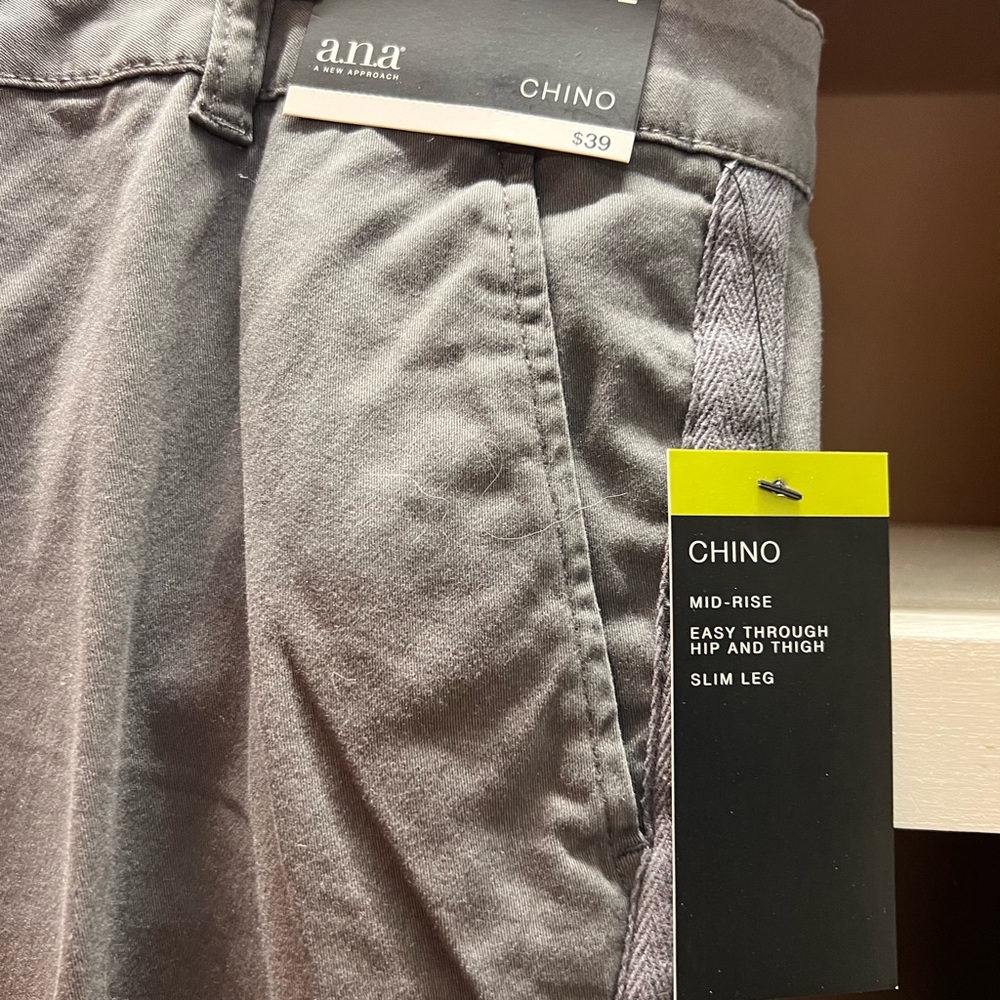 a.n.a
A NEW APPROACH
CHINO
$39
CHINO
MID-RISE
EASY THROUGH
HIP AND THIGH
SLIM LEG